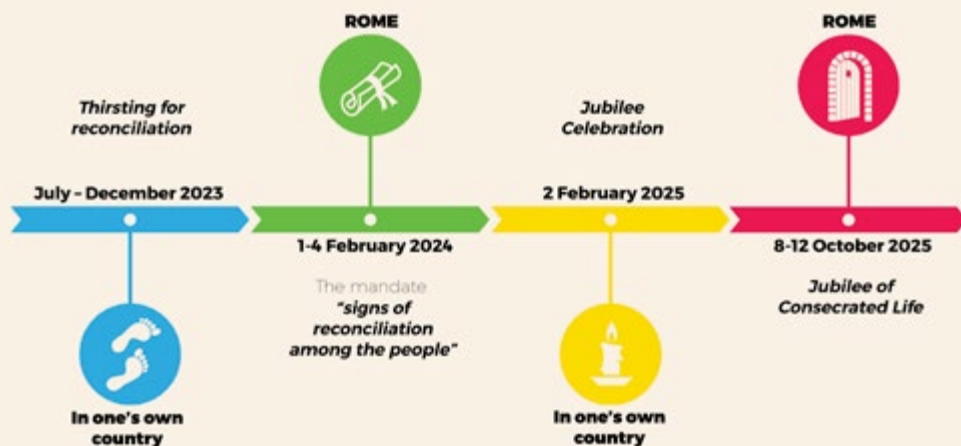 ROME
ROME
Thirsting for
reconciliation
Jubilee
Celebration
July – December 2023
2 February 2025
1-4 February 2024
8-12 October 2025
The mandate
“signs of
reconciliation
among the people”
Jubilee of
Consecrated Life
In one’s own
country
In one’s own
country